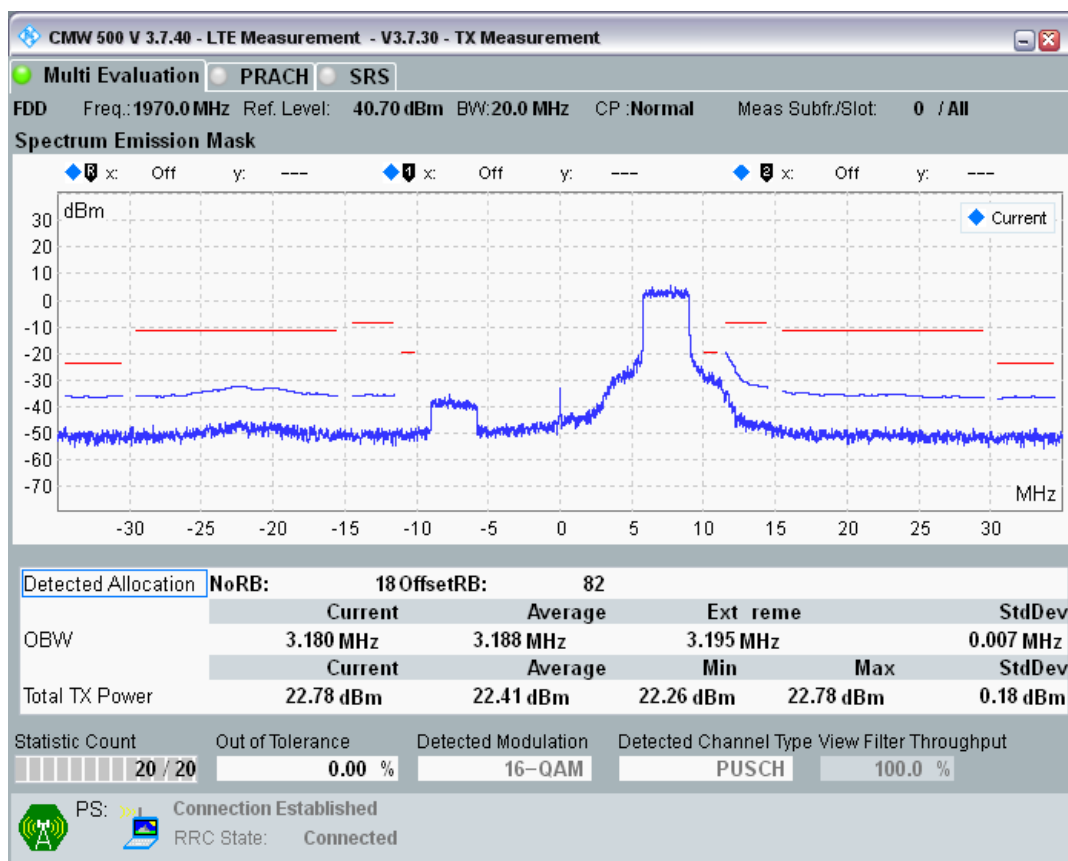 CMW 500 V 3.7.40 - LTE Measurement - V3.7.30 - TX Measurement
Multi Evaluation PRACH SRS
FDD Freq.: 1970.0 MHz Ref. Level: 40.70 dBm BW: 20.0 MHz CP : Normal Meas Subfr./Slot: 0 / All
Spectrum Emission Mask
R x: Off y: --- 1 x: Off y: --- 2 x: Off y: ---
dBm
Current
30
20
10
0
-10
-20
-30
-40
-50
-60
-70
MHz
-30 -25 -20 -15 -10 -5 0 5 10 15 20 25 30
Detected Allocation NoRB: 18 OffsetRB: 82
Current Average Ext reme StdDev
OBW 3.180 MHz 3.188 MHz 3.195 MHz 0.007 MHz
Current Average Min Max StdDev
Total TX Power 22.78 dBm 22.41 dBm 22.26 dBm 22.78 dBm 0.18 dBm
Statistic Count Out of Tolerance Detected Modulation Detected Channel Type View Filter Throughput
20 / 20 0.00 % 16-QAM PUSCH 100.0 %
PS: Connection Established
RRC State: Connected